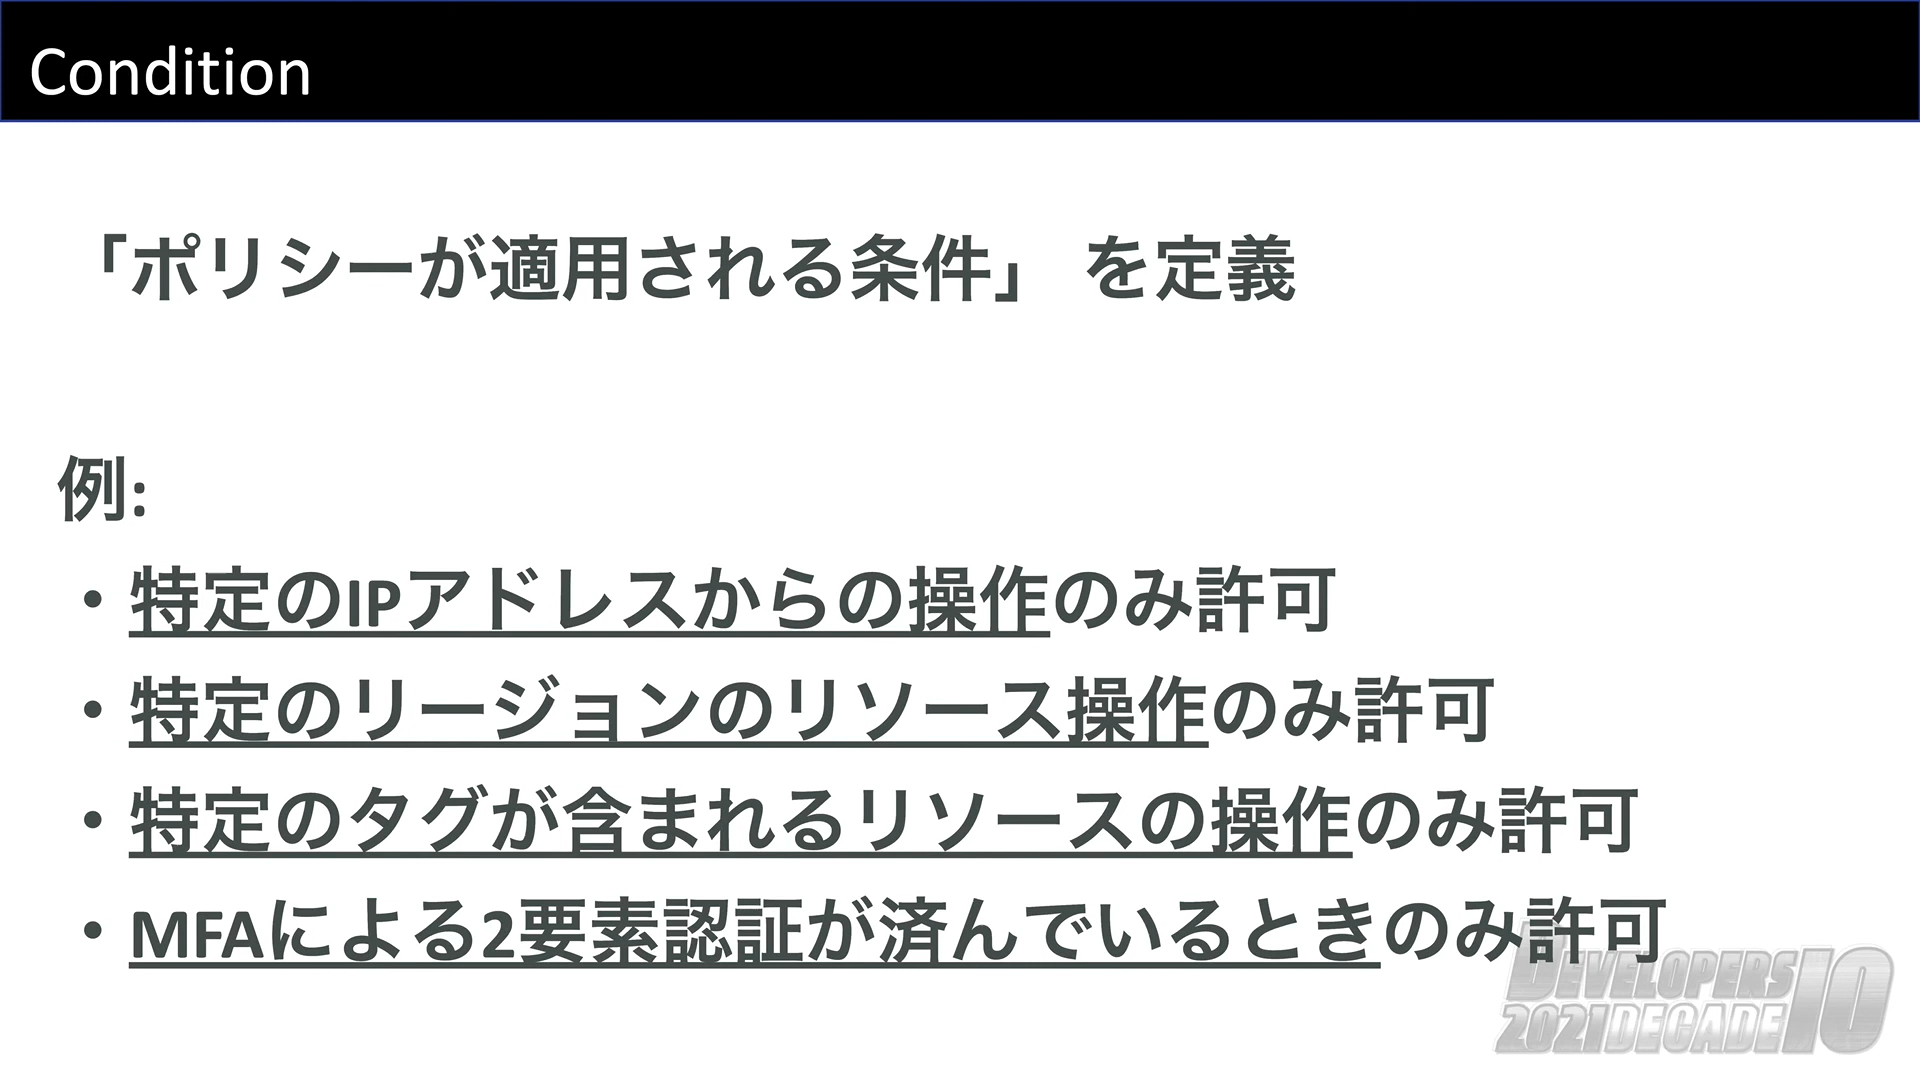 Condition
「ポリシーが適用される条件」 を定義
例:
・特定のIPアドレスからの操作のみ許可
・特定のリージョンのリソース操作のみ許可
・特定のタグが含まれるリソースの操作のみ許可
・MFAによる2要素認証が済んでいるときのみ許可
DEVELOPERS
2021 DECADE 10